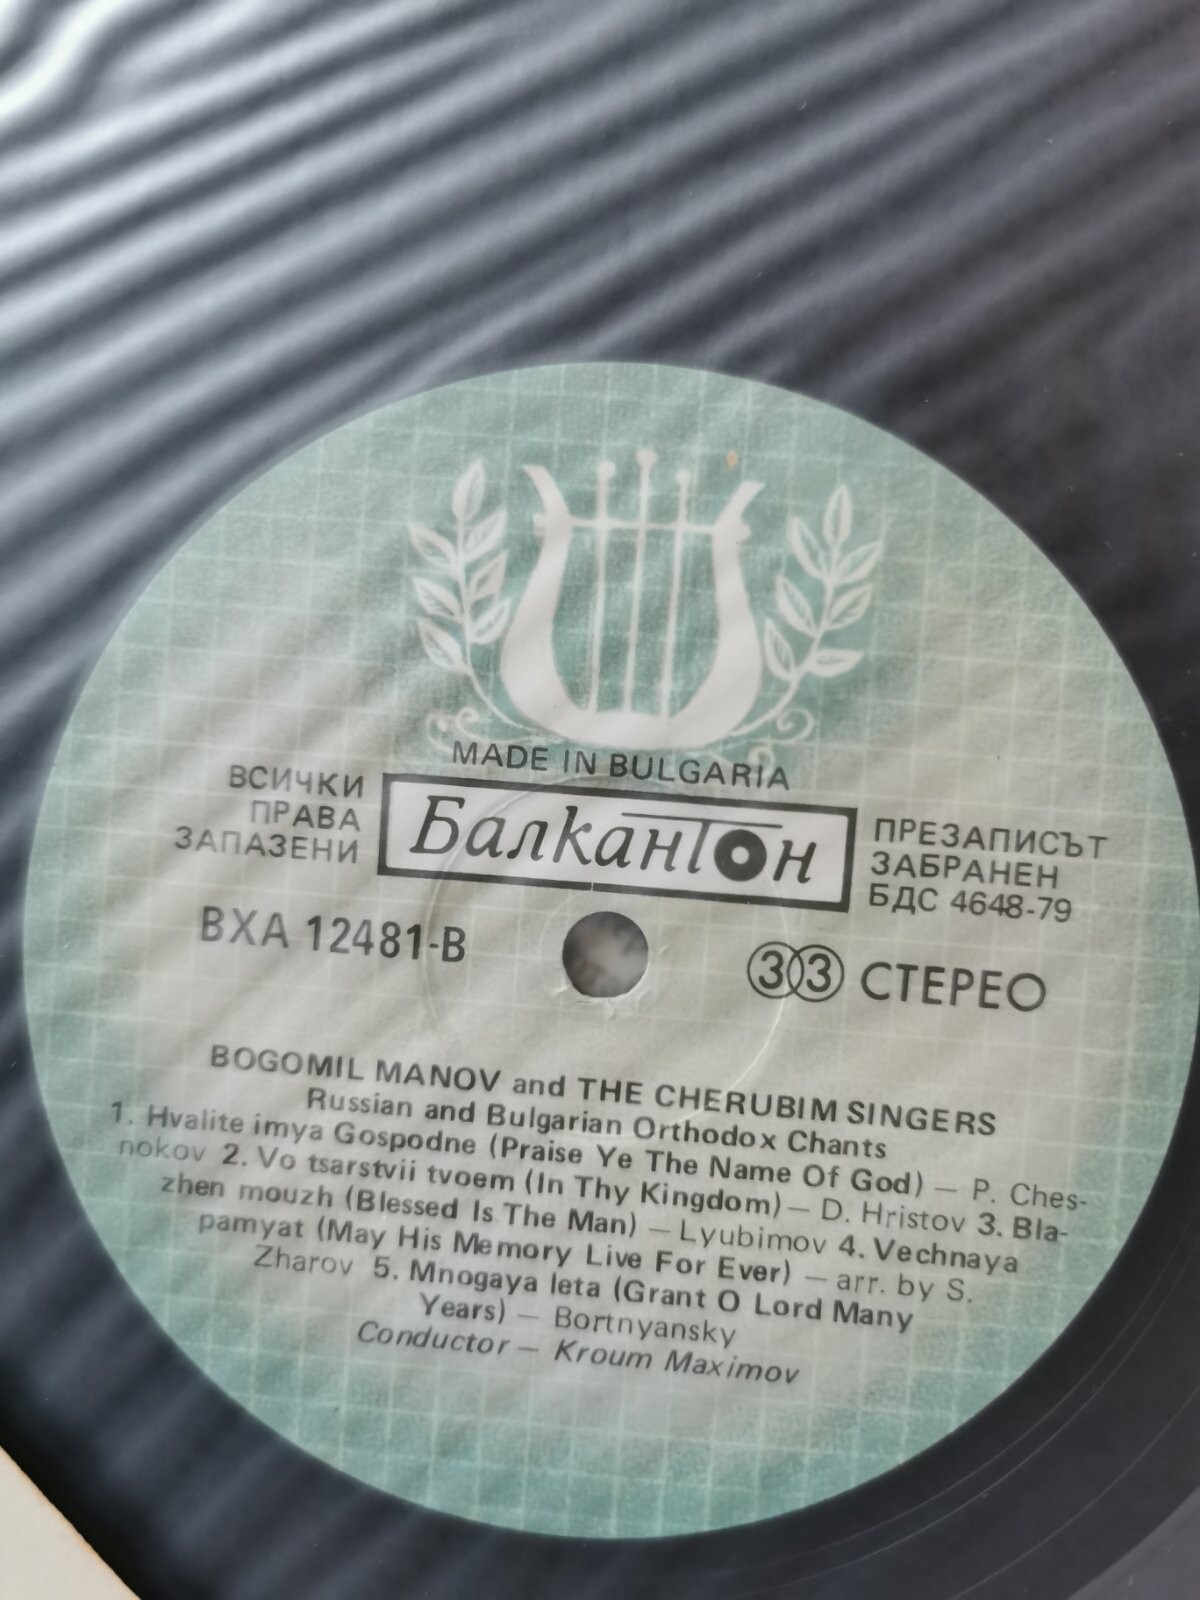 MADE IN BULGARIA
ВСИЧКИ
ПРАВА
ЗАПАЗЕНИ
Балкантон
ПРЕЗАПИСЪТ
ЗАБРАНЕН
БДС 4648-79
ВХА 12481-В
33 СТЕРЕО
BOGOMIL MANOV and THE CHERUBIM SINGERS
Russian and Bulgarian Orthodox Chants
1. Hvalite imya Gospodne (Praise Ye The Name Of God) — P. Ches-
nokov 2. Vo tsarstvii tvoem (In Thy Kingdom) — D. Hristov 3. Bla-
zhen mouzh (Blessed Is The Man) — Lyubimov 4. Vechnaya
pamyat (May His Memory Live For Ever) — arr. by S.
Zharov 5. Mnogaya leta (Grant O Lord Many
Years) — Bortnyansky
Conductor — Kroum Maximov